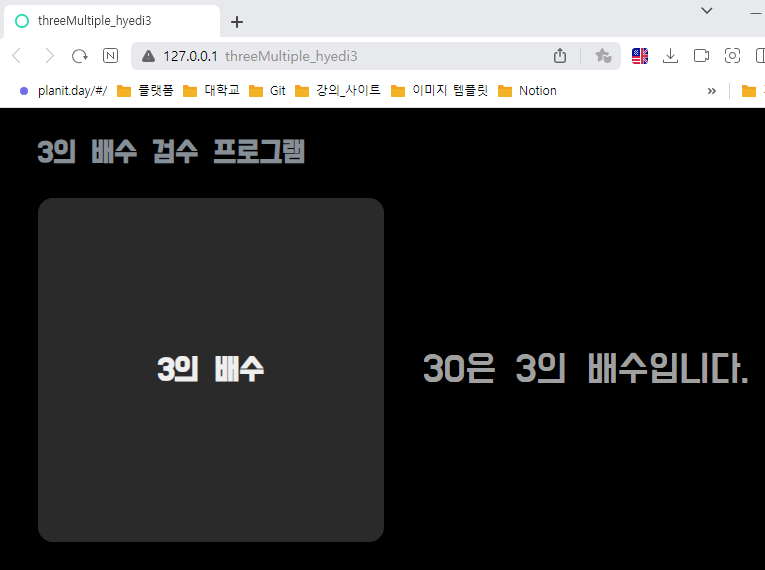 threeMultiple_hyedi3
127.0.0.1 threeMultiple_hyedi3
planit.day/#/ 플랫폼 대학교 Git 강의_사이트 이미지 템플릿 Notion
3의 배수 검수 프로그램
3의 배수
30은 3의 배수입니다.